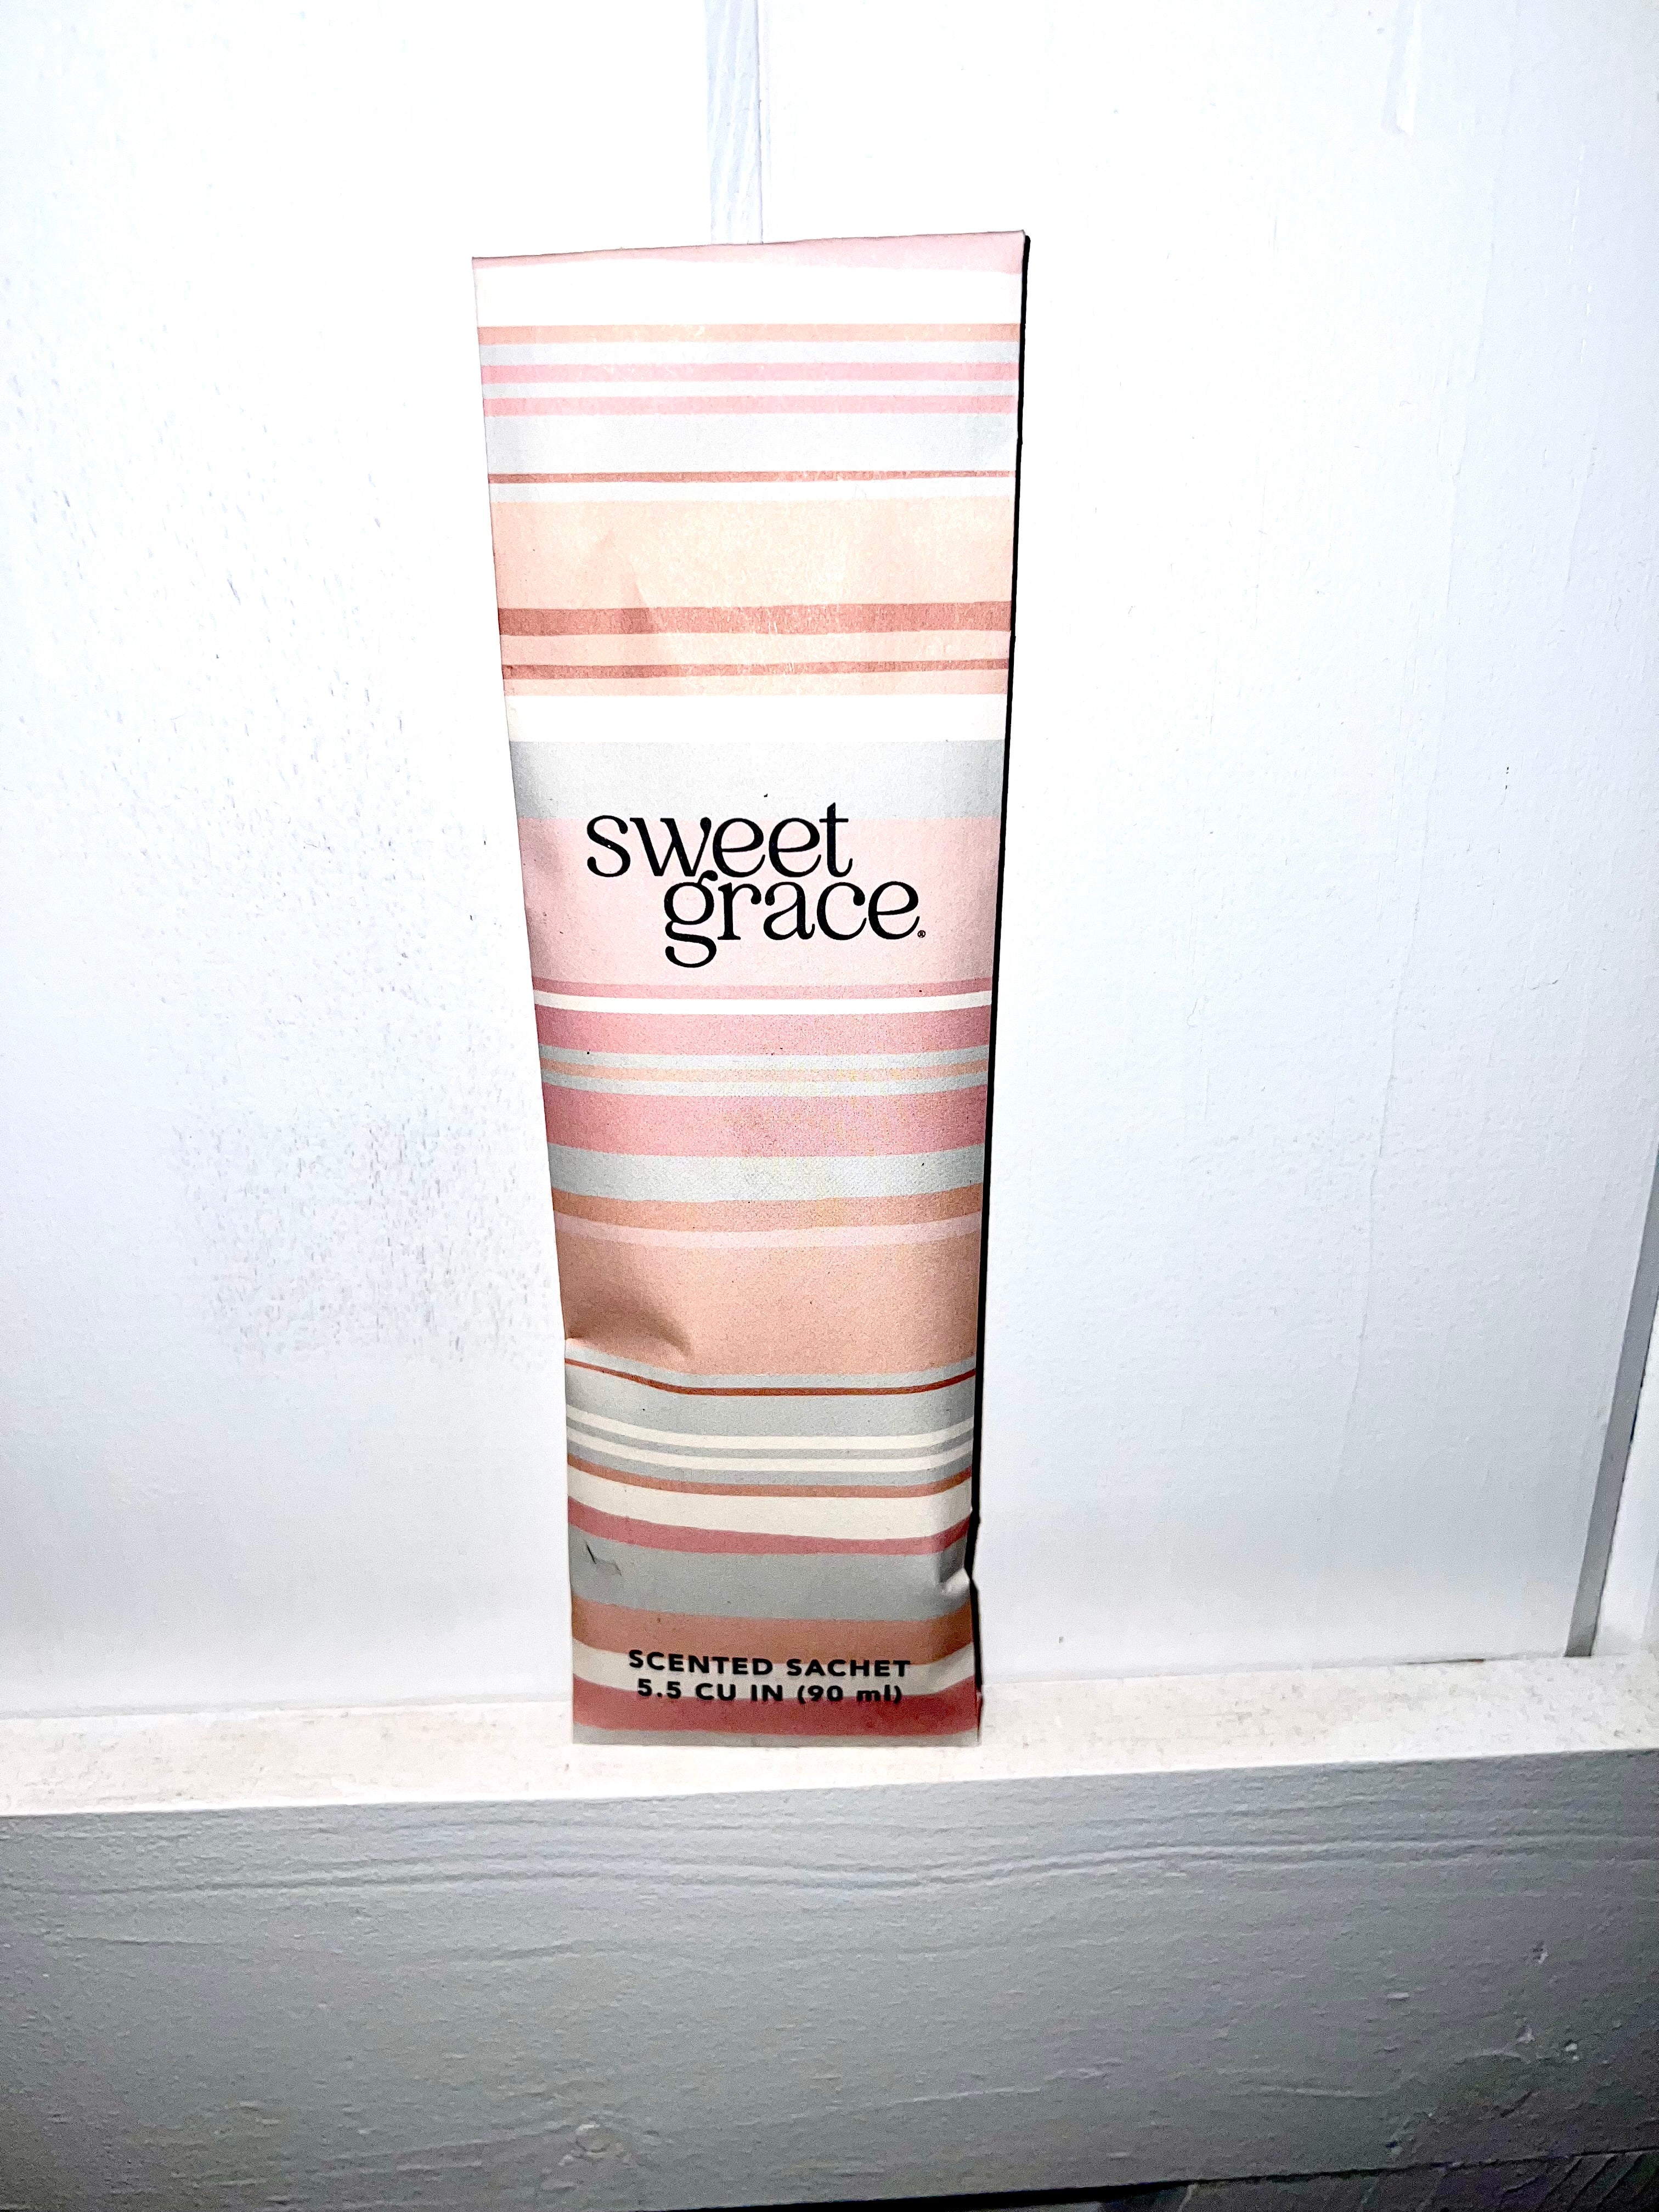 sweet
grace®
SCENTED SACHET
5.5 CU IN (90 ml)